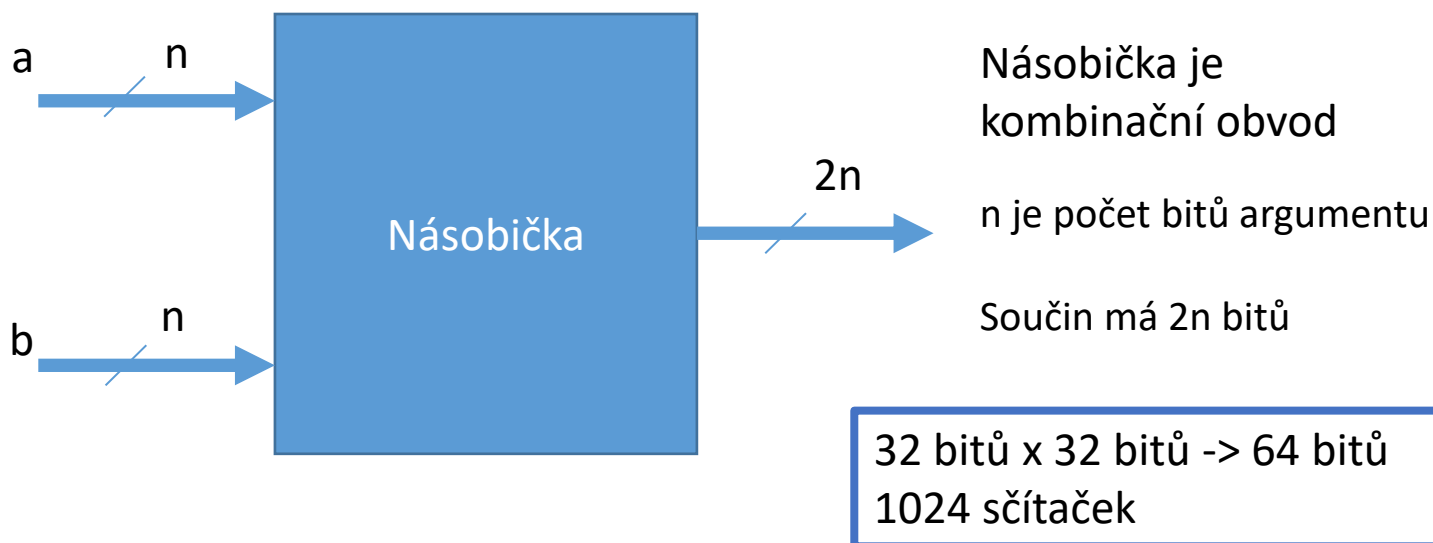 a
n
b
n
Násobička
2n
Násobička je
kombinační obvod
n je počet bitů argumentu
Součin má 2n bitů
32 bitů x 32 bitů -> 64 bitů
1024 sčítaček